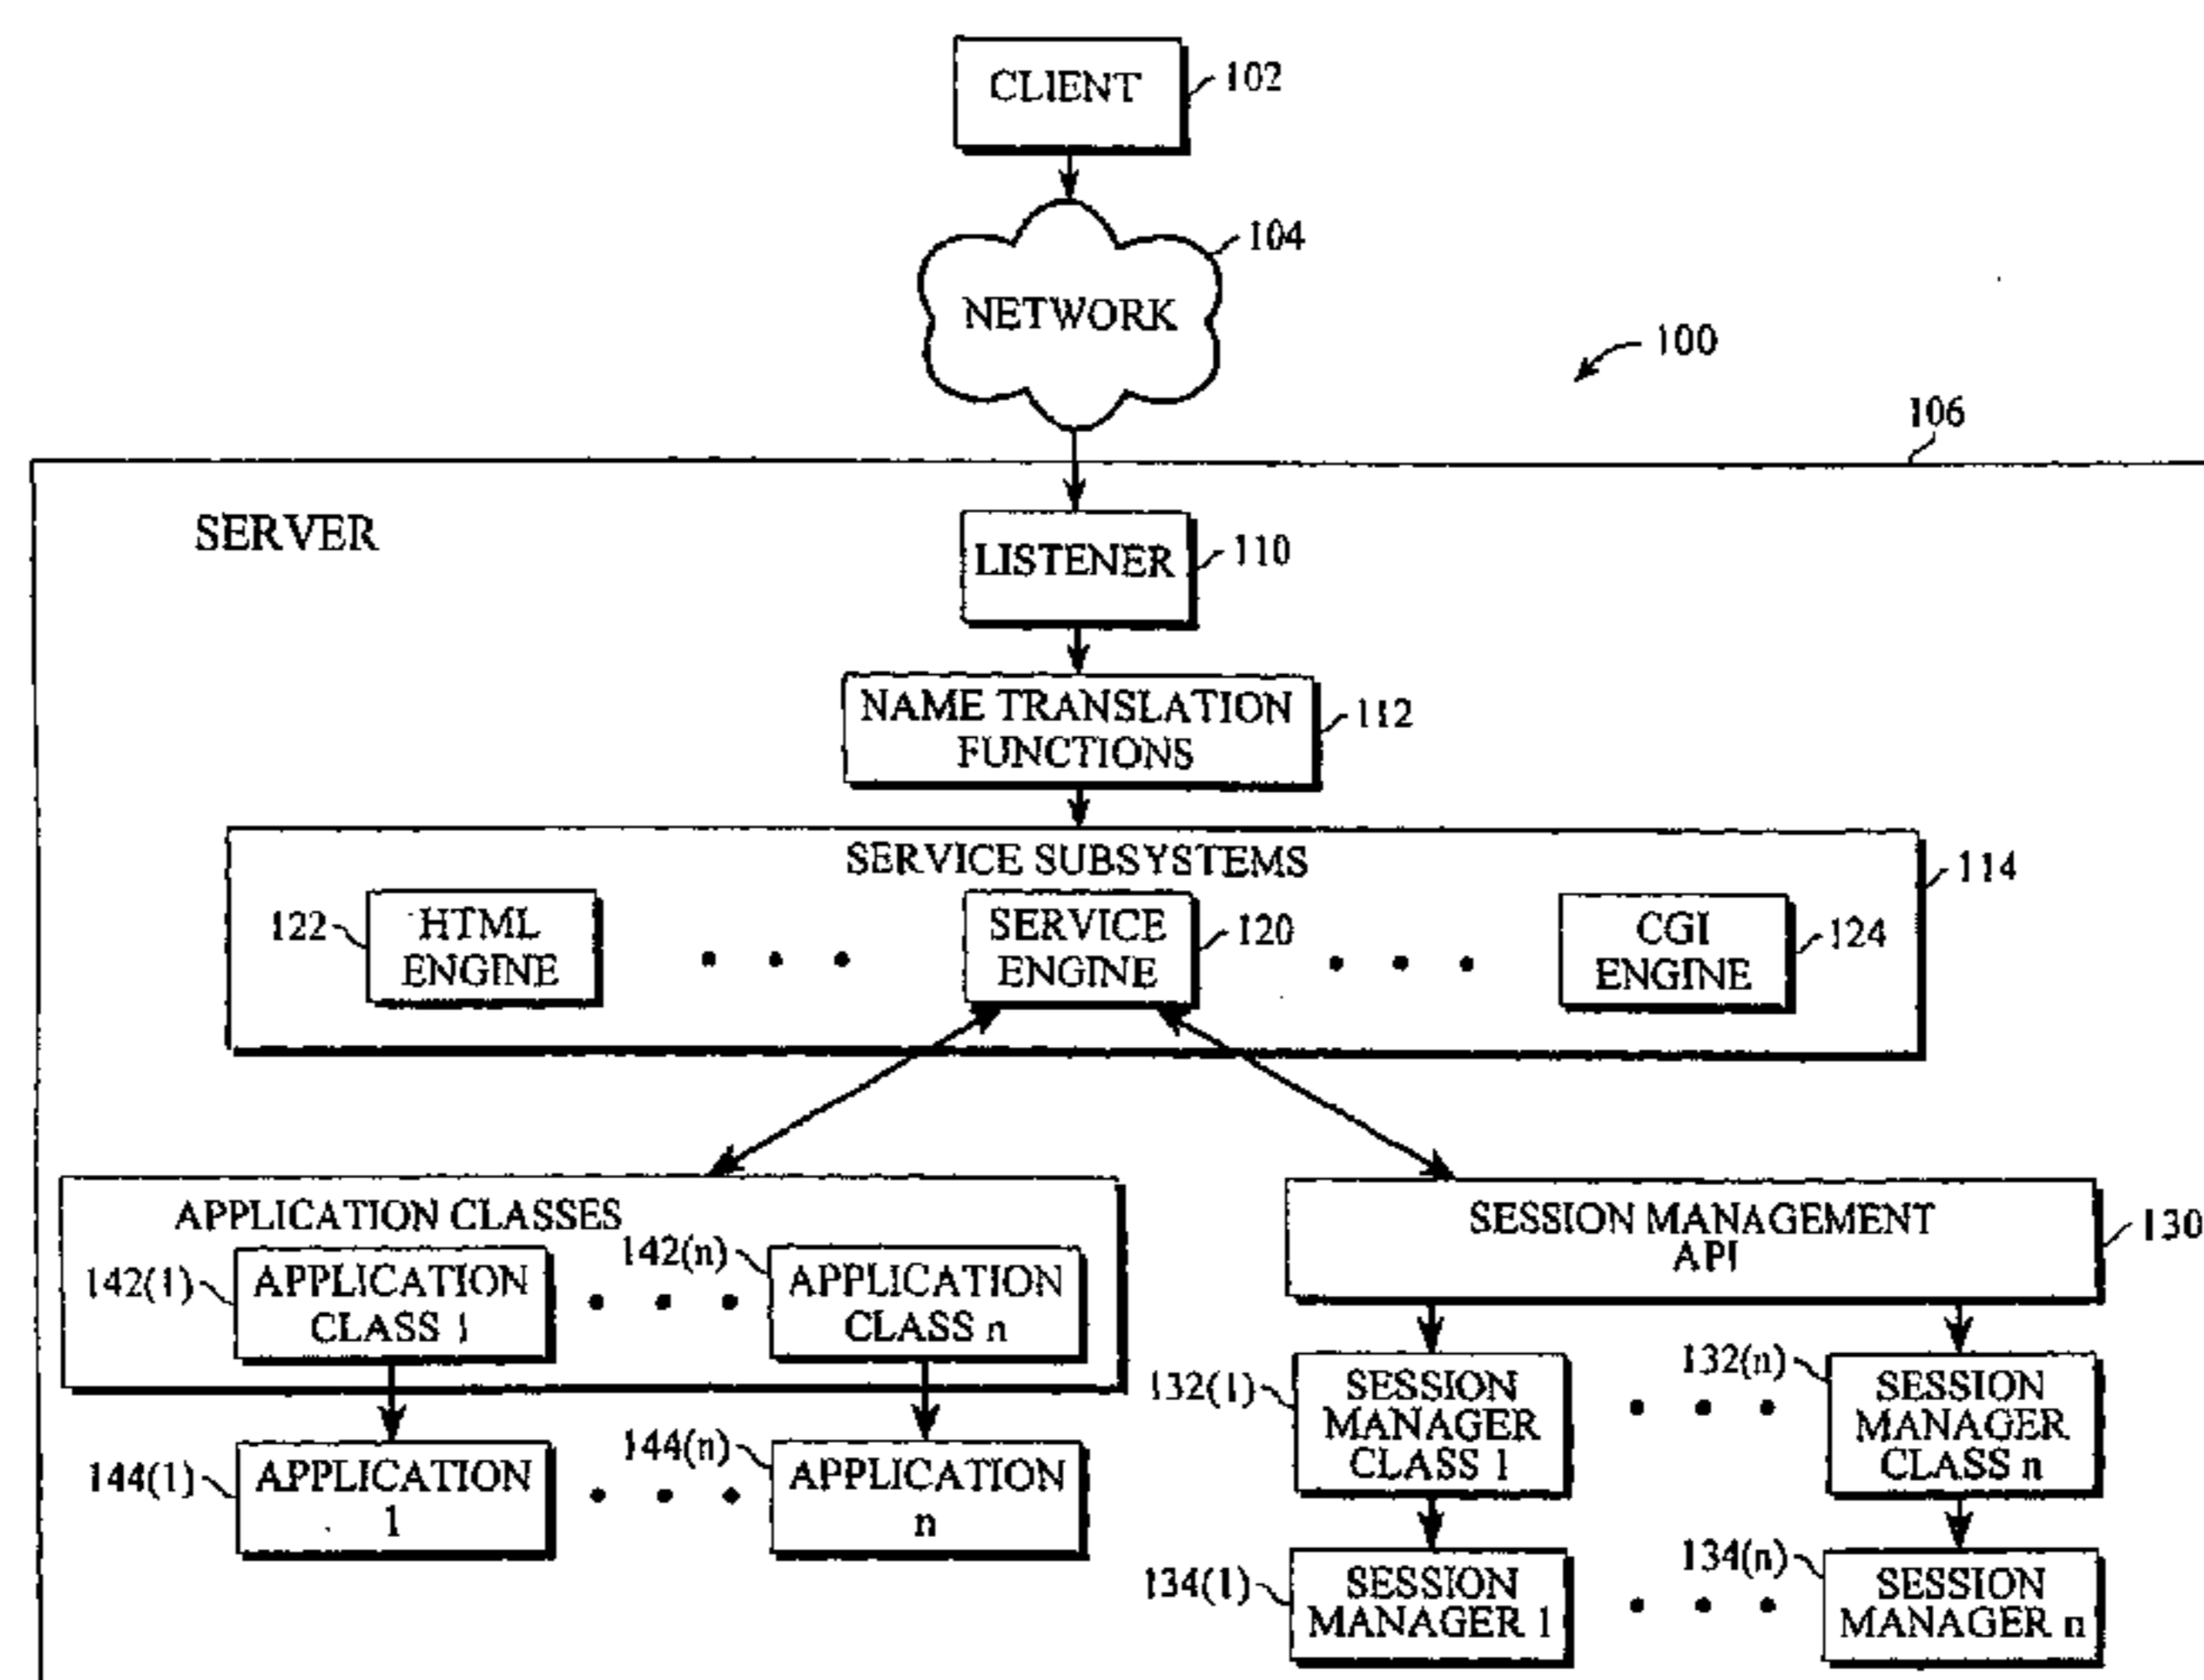 CLIENT
102
104
NETWORK
100
106
SERVER
LISTENER
110
NAME TRANSLATION
FUNCTIONS
112
SERVICE SUBSYSTEMS
114
122
HTML
ENGINE
SERVICE
ENGINE
120
CGI
ENGINE
124
APPLICATION CLASSES
142(1)
APPLICATION
CLASS 1
142(n)
APPLICATION
CLASS n
SESSION MANAGEMENT
API
130
144(1)
APPLICATION
1
144(n)
APPLICATION
n
132(1)
SESSION
MANAGER
CLASS 1
132(n)
SESSION
MANAGER
CLASS n
134(1)
SESSION
MANAGER 1
134(n)
SESSION
MANAGER n